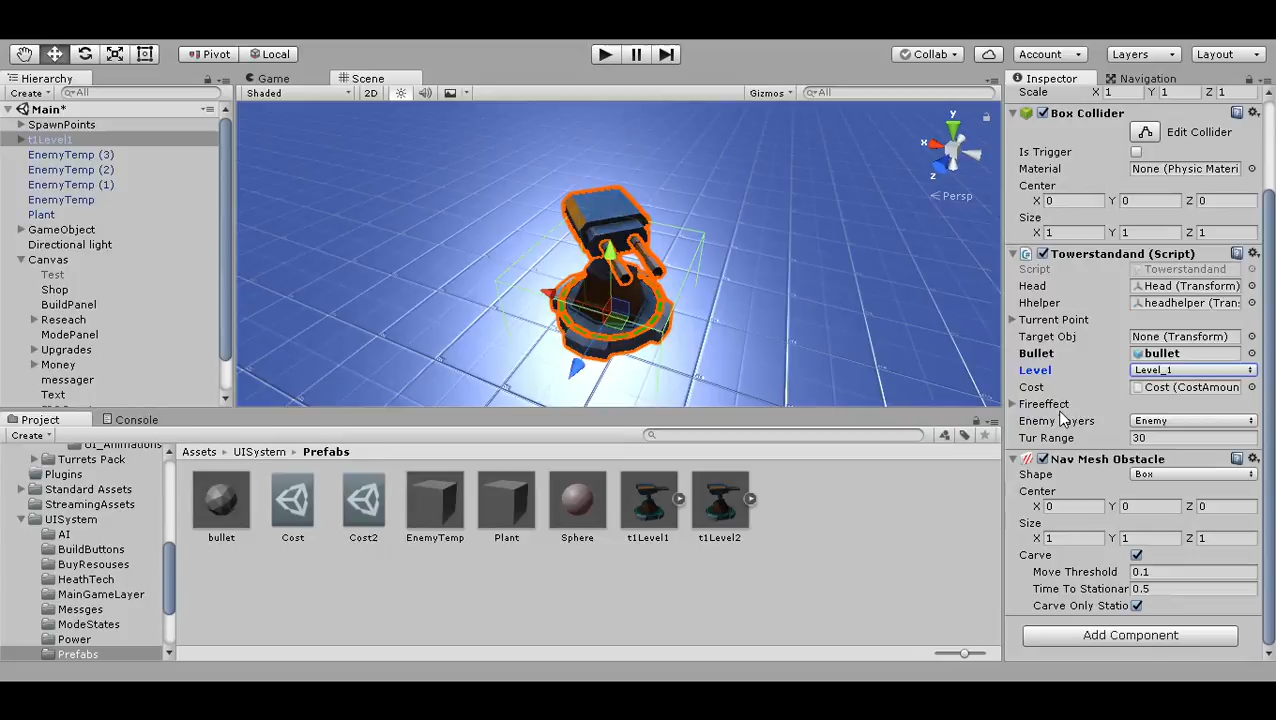 Pivot Local Collab Account Layers Layout
Hierarchy Game Scene Inspector Navigation
Create All Shaded 2D Gizmos All Scale X 1 Y 1 Z 1
Main*
SpawnPoints
t1Level1
EnemyTemp (3)
EnemyTemp (2)
EnemyTemp (1)
EnemyTemp
Plant
GameObject
Directional light
Canvas
Test
Shop
BuildPanel
Reseach
ModePanel
Upgrades
Money
messager
Text
y
x
z
Persp
Box Collider
Edit Collider
Is Trigger
Material None (Physic Materi
Center
X 0 Y 0 Z 0
Size
X 1 Y 1 Z 1
Towerstandand (Script)
Script Towerstandand
Head Head (Transform)
Hhelper headhelper (Tran
Turrent Point
Target Obj None (Transform)
Bullet bullet
Level Level_1
Cost Cost (CostAmoun
Fireeffect
Enemy Layers Enemy
Tur Range 30
Nav Mesh Obstacle
Shape Box
Center
X 0 Y 0 Z 0
Size
X 1 Y 1 Z 1
Carve
Move Threshold 0.1
Time To Stationar 0.5
Carve Only Statio
Add Component
Project Console
Create
UI_Animations
Turrets Pack
Plugins
Standard Assets
StreamingAssets
UISystem
AI
BuildButtons
BuyResouses
HeathTech
MainGameLayer
Messges
ModeStates
Power
Prefabs
Assets UISystem Prefabs
bullet Cost Cost2 EnemyTemp Plant Sphere t1Level1 t1Level2